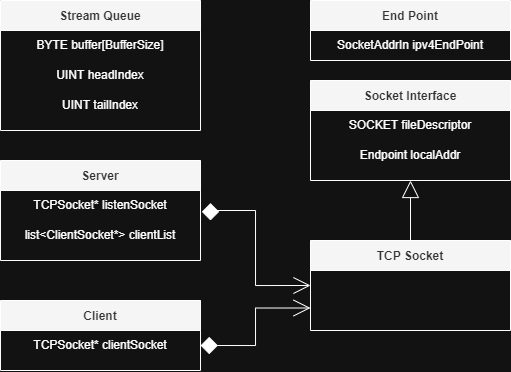 Stream Queue
BYTE buffer[BufferSize]
UINT headIndex
UINT tailIndex
End Point
SocketAddrIn ipv4EndPoint
Socket Interface
SOCKET fileDescriptor
Endpoint localAddr
Server
TCPSocket* listenSocket
list<ClientSocket*> clientList
TCP Socket
Client
TCPSocket* clientSocket